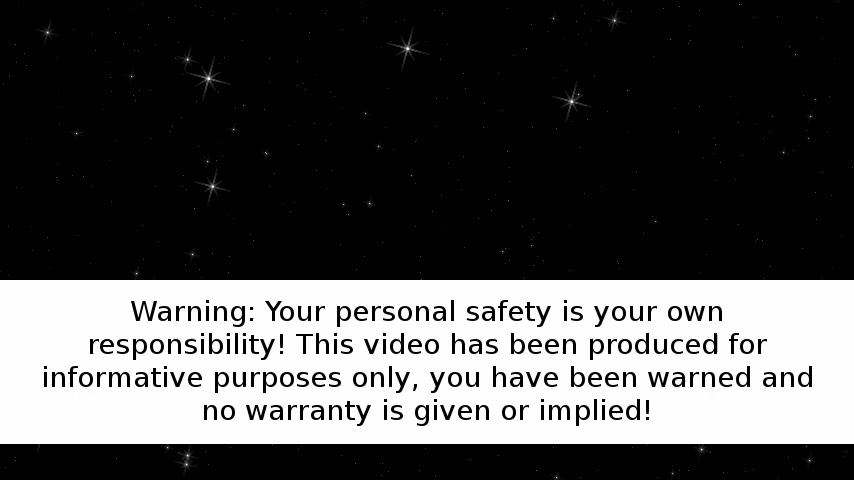 Warning: Your personal safety is your own
responsibility! This video has been produced for
informative purposes only, you have been warned and
no warranty is given or implied!